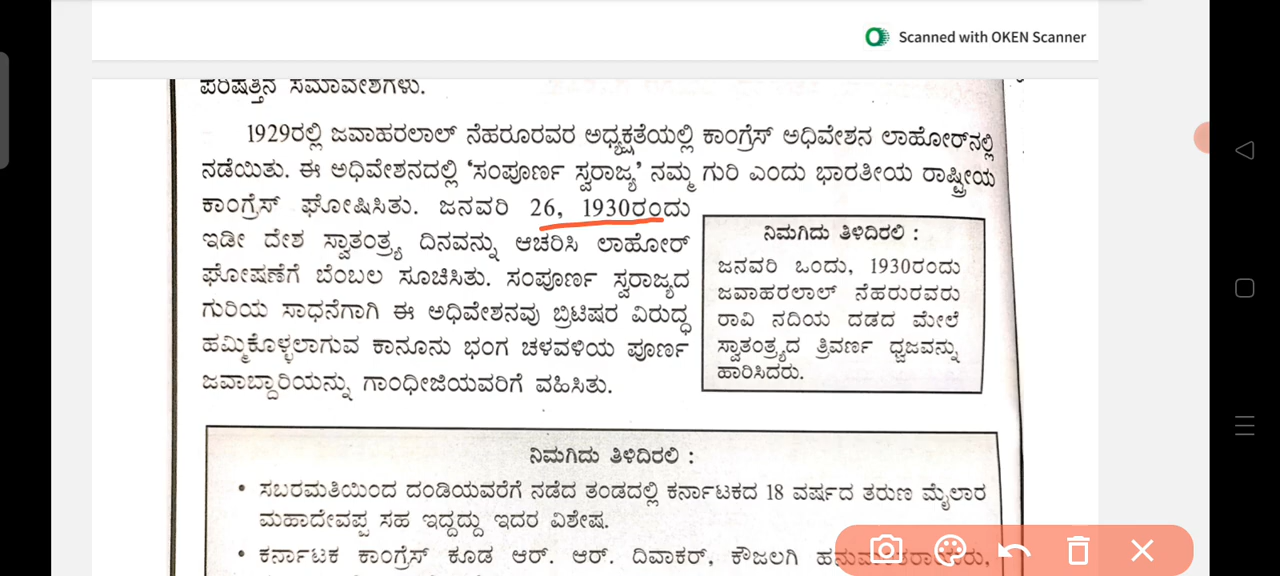 Scanned with OKEN Scanner
ಪರಿಷತ್ತಿನ ಸಮಾವೇಶಗಳು.
1929ರಲ್ಲಿ ಜವಾಹರಲಾಲ್ ನೆಹರೂರವರ ಅಧ್ಯಕ್ಷತೆಯಲ್ಲಿ ಕಾಂಗ್ರೆಸ್ ಅಧಿವೇಶನ ಲಾಹೋರ್‌ನಲ್ಲಿ
ನಡೆಯಿತು. ಈ ಅಧಿವೇಶನದಲ್ಲಿ ‘ಸಂಪೂರ್ಣ ಸ್ವರಾಜ್ಯ’ ನಮ್ಮ ಗುರಿ ಎಂದು ಭಾರತೀಯ ರಾಷ್ಟ್ರೀಯ
ಕಾಂಗ್ರೆಸ್ ಘೋಷಿಸಿತು. ಜನವರಿ 26, 1930ರಂದು
ಇಡೀ ದೇಶ ಸ್ವಾತಂತ್ರ್ಯ ದಿನವನ್ನು ಆಚರಿಸಿ ಲಾಹೋರ್
ಘೋಷಣೆಗೆ ಬೆಂಬಲ ಸೂಚಿಸಿತು. ಸಂಪೂರ್ಣ ಸ್ವರಾಜ್ಯದ
ಗುರಿಯ ಸಾಧನೆಗಾಗಿ ಈ ಅಧಿವೇಶನವು ಬ್ರಿಟಿಷರ ವಿರುದ್ಧ
ಹಮ್ಮಿಕೊಳ್ಳಲಾಗುವ ಕಾನೂನು ಭಂಗ ಚಳವಳಿಯ ಪೂರ್ಣ
ಜವಾಬ್ದಾರಿಯನ್ನು ಗಾಂಧೀಜಿಯವರಿಗೆ ವಹಿಸಿತು.
ನಿಮಗಿದು ತಿಳಿದಿರಲಿ :
ಜನವರಿ ಒಂದು, 1930ರಂದು
ಜವಾಹರಲಾಲ್ ನೆಹರುರವರು
ರಾವಿ ನದಿಯ ದಡದ ಮೇಲೆ
ಸ್ವಾತಂತ್ರ್ಯದ ತ್ರಿವರ್ಣ ಧ್ವಜವನ್ನು
ಹಾರಿಸಿದರು.
ನಿಮಗಿದು ತಿಳಿದಿರಲಿ :
• ಸಬರಮತಿಯಿಂದ ದಂಡಿಯವರೆಗೆ ನಡೆದ ತಂಡದಲ್ಲಿ ಕರ್ನಾಟಕದ 18 ವರ್ಷದ ತರುಣ ಮೈಲಾರ
ಮಹಾದೇವಪ್ಪ ಸಹ ಇದ್ದದ್ದು ಇದರ ವಿಶೇಷ.
• ಕರ್ನಾಟಕ ಕಾಂಗ್ರೆಸ್ ಕೂಡ ಆರ್. ಆರ್. ದಿವಾಕರ್, ಕೌಜಲಗಿ